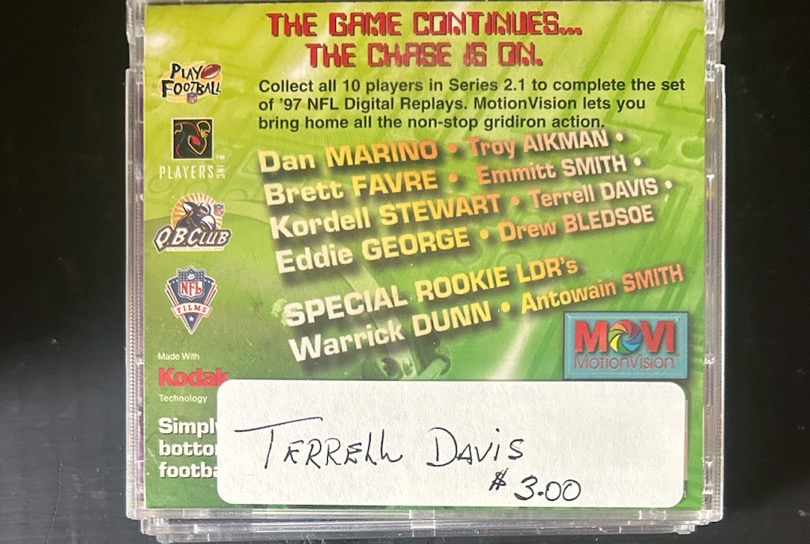 THE GAME CONTINUES...
THE CHASE IS ON.
Collect all 10 players in Series 2.1 to complete the set
of '97 NFL Digital Replays. MotionVision lets you
bring home all the non-stop gridiron action.
Dan MARINO • Troy AIKMAN •
Brett FAVRE • Emmitt SMITH •
Kordell STEWART • Terrell DAVIS •
Eddie GEORGE • Drew BLEDSOE
SPECIAL ROOKIE LDR's
Warrick DUNN • Antowain SMITH
PLAY
FOOTBALL
PLAYERS INC
Q.B. CLUB
NFL
FILMS
MOVI
MotionVision™
Made With
Kodak
Technology
Simply
footba
TERRELL DAVIS
$3.00